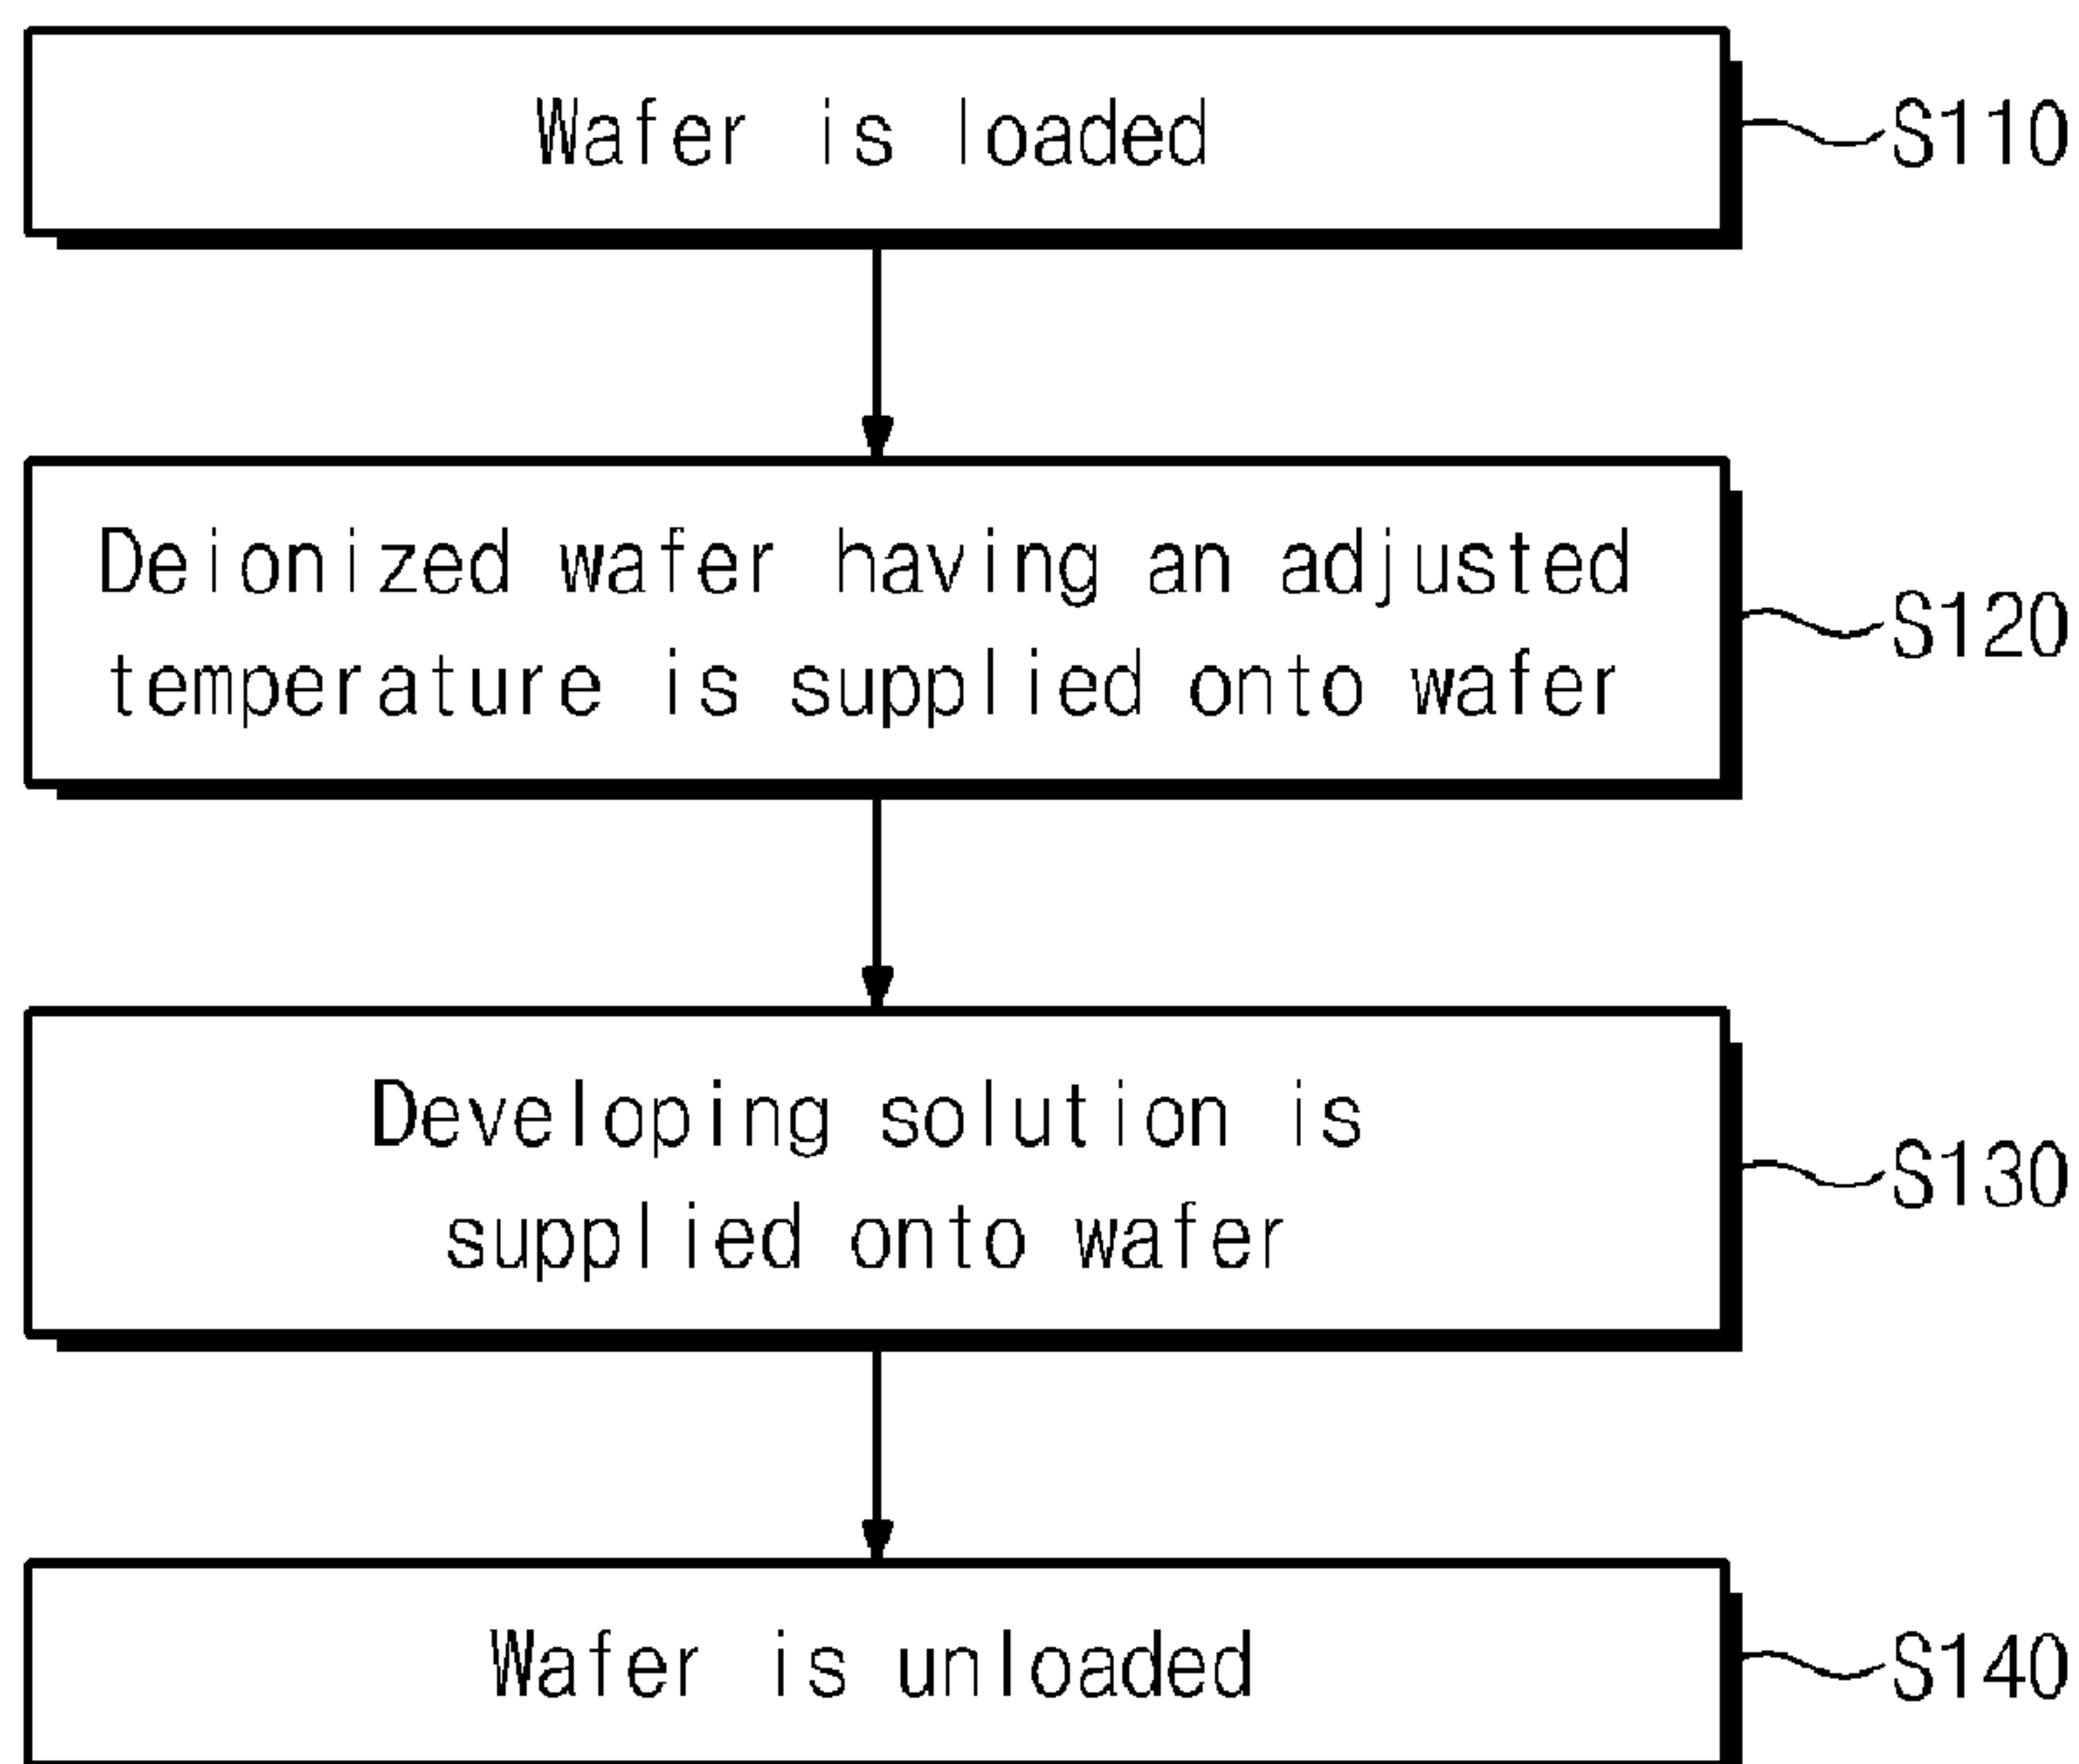 Wafer is loaded
S110
Deionized wafer having an adjusted
temperature is supplied onto wafer
S120
Developing solution is
supplied onto wafer
S130
Wafer is unloaded
S140